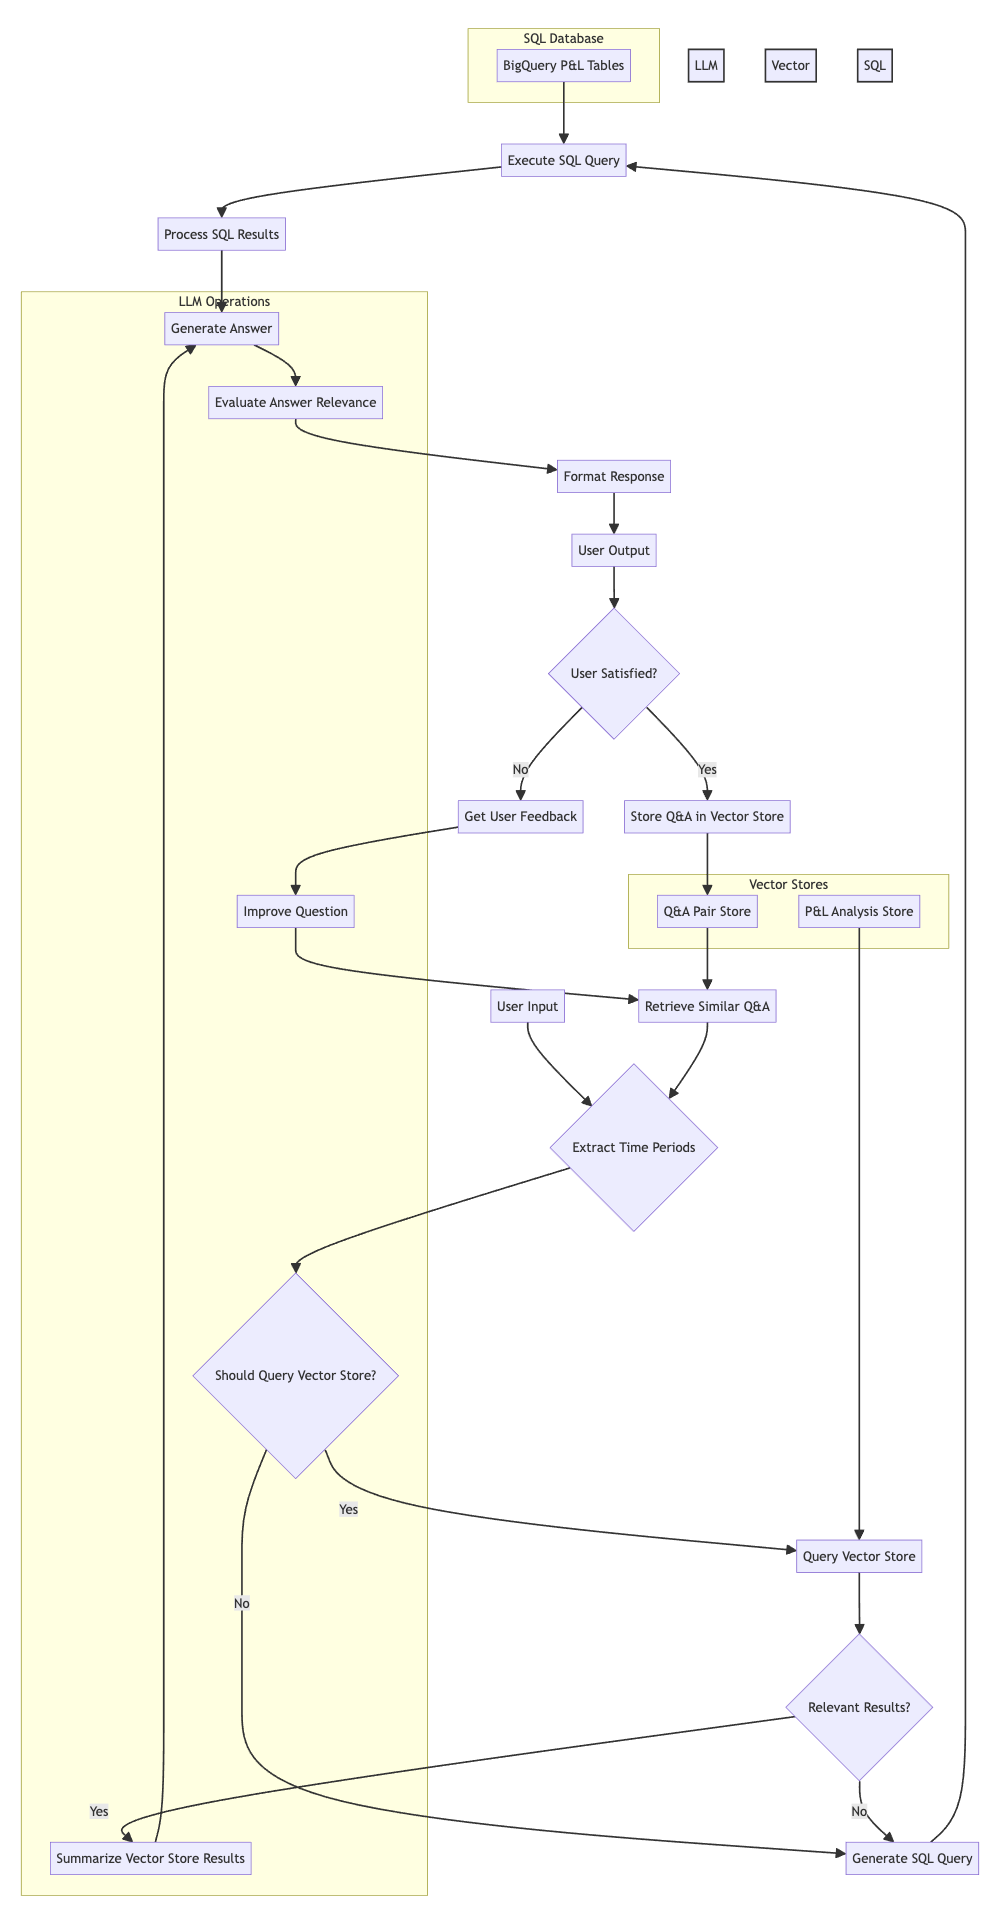 SQL Database
BigQuery P&L Tables
LLM
Vector
SQL
Execute SQL Query
Process SQL Results
LLM Operations
Generate Answer
Evaluate Answer Relevance
Format Response
User Output
User Satisfied?
No
Yes
Get User Feedback
Store Q&A in Vector Store
Vector Stores
Improve Question
Q&A Pair Store
P&L Analysis Store
User Input
Retrieve Similar Q&A
Extract Time Periods
Should Query Vector Store?
Yes
Query Vector Store
No
Relevant Results?
Yes
No
Summarize Vector Store Results
Generate SQL Query